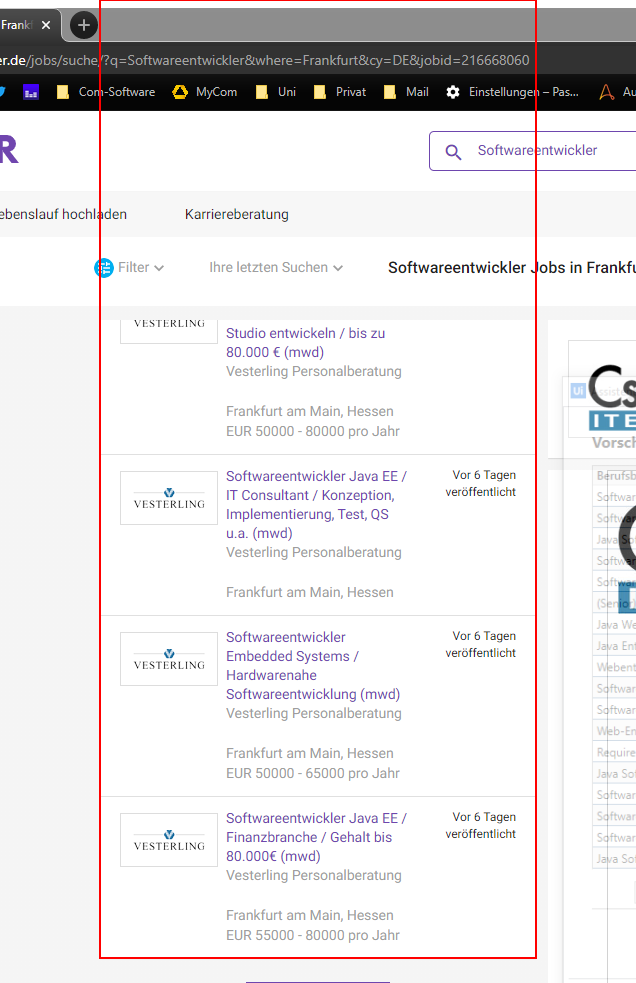 Frankf
er.de/jobs/suche/?q=Softwareentwickler&where=Frankfurt&cy=DE&jobid=216668060
Com-Software MyCom Uni Privat Mail Einstellungen – Pas... Au
R
Softwareentwickler
ebenslauf hochladen Karriereberatung
Filter Ihre letzten Suchen Softwareentwickler Jobs in Frankfu
VESTERLING
Studio entwickeln / bis zu
80.000 € (mwd)
Vesterling Personalberatung
Frankfurt am Main, Hessen
EUR 50000 - 80000 pro Jahr
VESTERLING
Softwareentwickler Java EE /
IT Consultant / Konzeption,
Implementierung, Test, QS
u.a. (mwd)
Vesterling Personalberatung
Frankfurt am Main, Hessen
Vor 6 Tagen
veröffentlicht
VESTERLING
Softwareentwickler
Embedded Systems /
Hardwarenahe
Softwareentwicklung (mwd)
Vesterling Personalberatung
Frankfurt am Main, Hessen
EUR 50000 - 65000 pro Jahr
Vor 6 Tagen
veröffentlicht
VESTERLING
Softwareentwickler Java EE /
Finanzbranche / Gehalt bis
80.000€ (mwd)
Vesterling Personalberatung
Frankfurt am Main, Hessen
EUR 55000 - 80000 pro Jahr
Vor 6 Tagen
veröffentlicht
Cs
ITE
Ui
Vorsch
Berufsb
Softwar
Softwar
Java So
Softwar
Softwar
(Senior)
Java We
Java Ent
Webent
Softwar
Softwar
Web-En
Require
Java Sof
Softwar
Softwar
Softwar
Java Sof